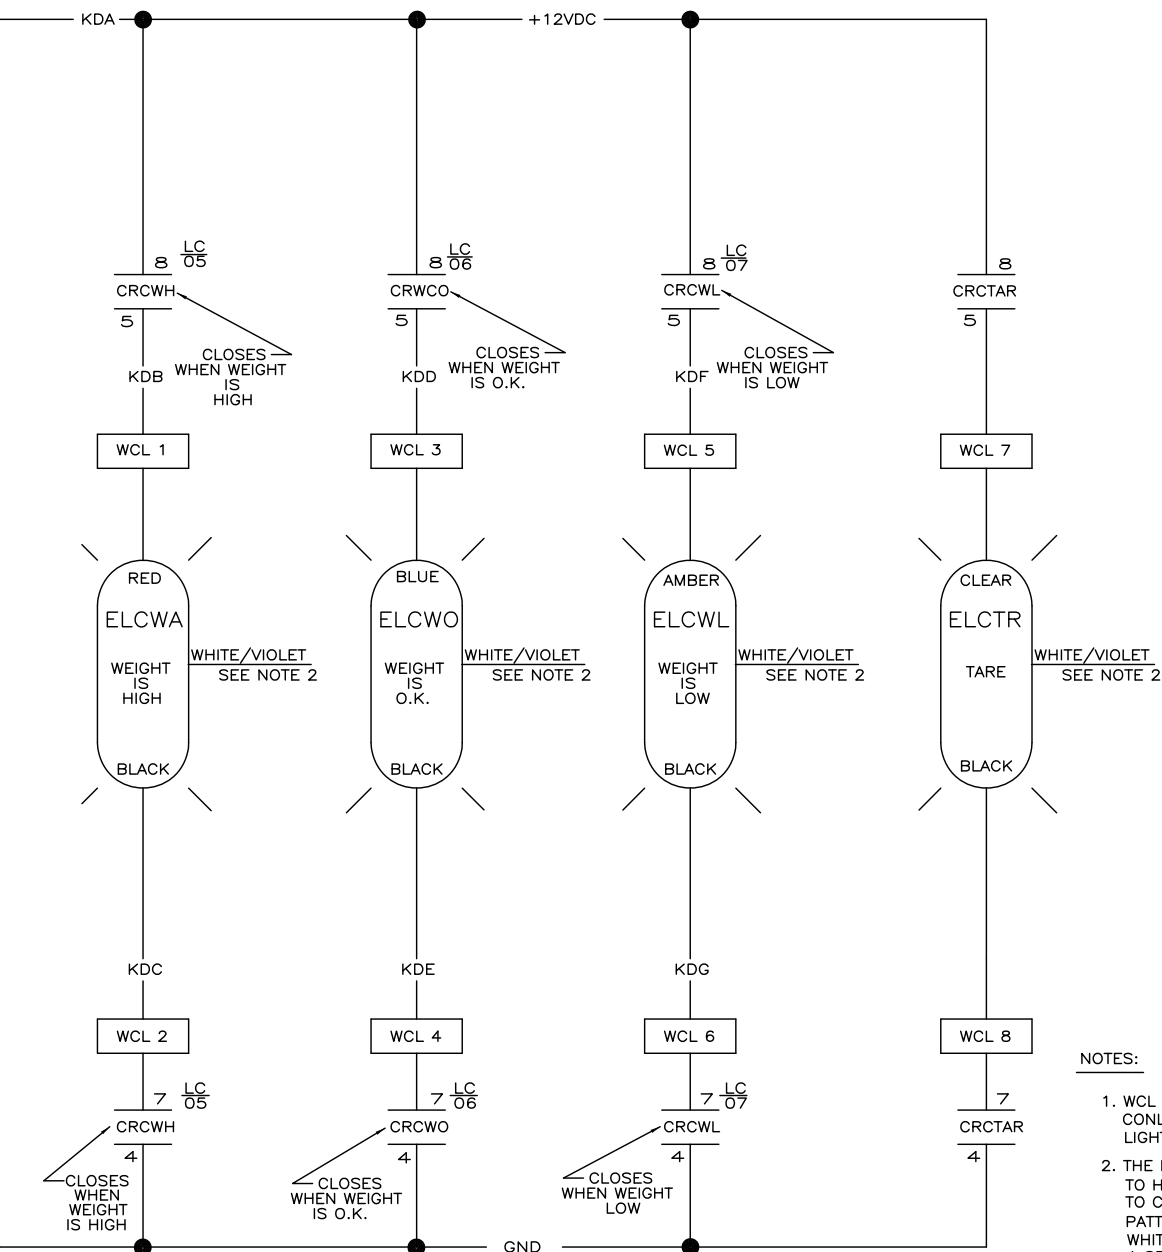 KDA
+12VDC
8 LC
05
CRCWH
5
CLOSES
WHEN WEIGHT
IS
HIGH
KDB
WCL 1
RED
ELCWA
WEIGHT
IS
HIGH
WHITE/VIOLET
SEE NOTE 2
BLACK
KDC
WCL 2
7 LC
05
CRCWH
4
CLOSES
WHEN
WEIGHT
IS HIGH
8 LC
06
CRWCO
5
CLOSES
WHEN WEIGHT
IS O.K.
KDD
WCL 3
BLUE
ELCWO
WEIGHT
IS
O.K.
WHITE/VIOLET
SEE NOTE 2
BLACK
KDE
WCL 4
7 LC
06
CRCWO
4
CLOSES
WHEN WEIGHT
IS O.K.
8 LC
07
CRCWL
5
CLOSES
WHEN WEIGHT
IS LOW
KDF
WCL 5
AMBER
ELCWL
WEIGHT
IS
LOW
WHITE/VIOLET
SEE NOTE 2
BLACK
KDG
WCL 6
7 LC
07
CRCWL
4
CLOSES
WHEN WEIGHT
LOW
8
CRCTAR
5
WCL 7
CLEAR
ELCTR
TARE
WHITE/VIOLET
SEE NOTE 2
BLACK
WCL 8
7
CRCTAR
4
GND
NOTES:
1. WCL
CONL
LIGHT
2. THE
TO H
TO C
PATT
WHIT